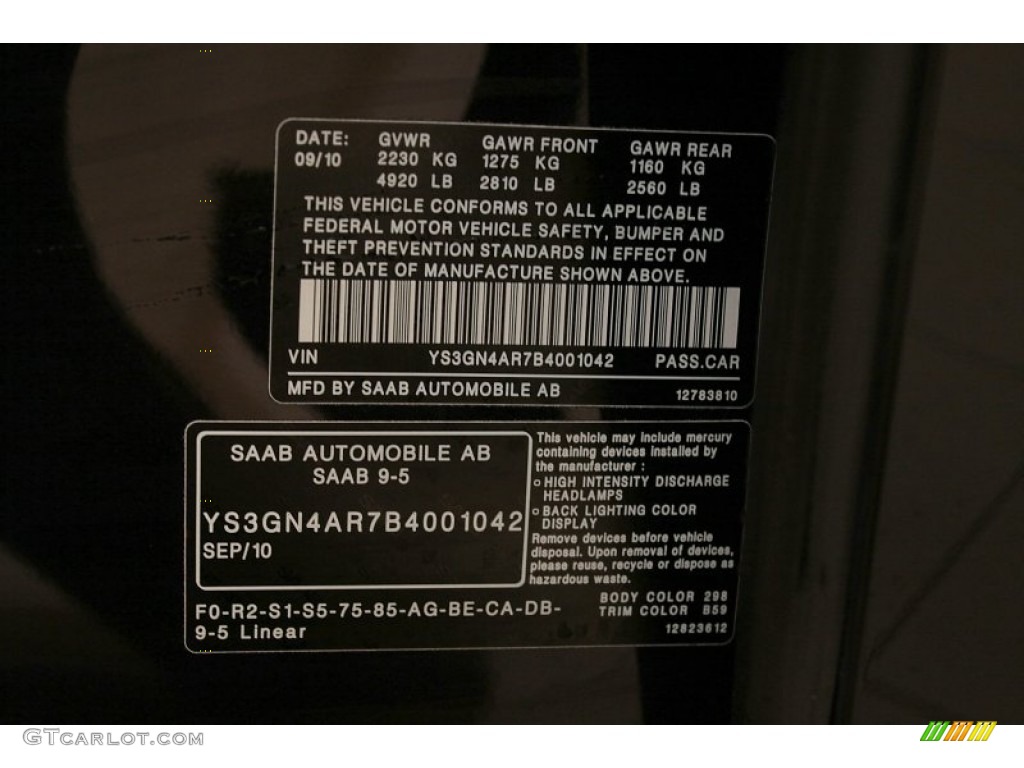 DATE: GVWR GAWR FRONT GAWR REAR
09/10 2230 KG 1275 KG 1160 KG
4920 LB 2810 LB 2560 LB
THIS VEHICLE CONFORMS TO ALL APPLICABLE
FEDERAL MOTOR VEHICLE SAFETY, BUMPER AND
THEFT PREVENTION STANDARDS IN EFFECT ON
THE DATE OF MANUFACTURE SHOWN ABOVE.
VIN YS3GN4AR7B4001042 PASS.CAR
MFD BY SAAB AUTOMOBILE AB 12783810
SAAB AUTOMOBILE AB
SAAB 9-5
YS3GN4AR7B4001042
SEP/10
F0-R2-S1-S5-75-85-AG-BE-CA-DB-
9-5 Linear
This vehicle may include mercury
containing devices installed by
the manufacturer :
o HIGH INTENSITY DISCHARGE
HEADLAMPS
o BACK LIGHTING COLOR
DISPLAY
Remove devices before vehicle
disposal. Upon removal of devices,
please reuse, recycle or dispose as
hazardous waste.
BODY COLOR 298
TRIM COLOR B59
12823612
GTCARLOT.COM